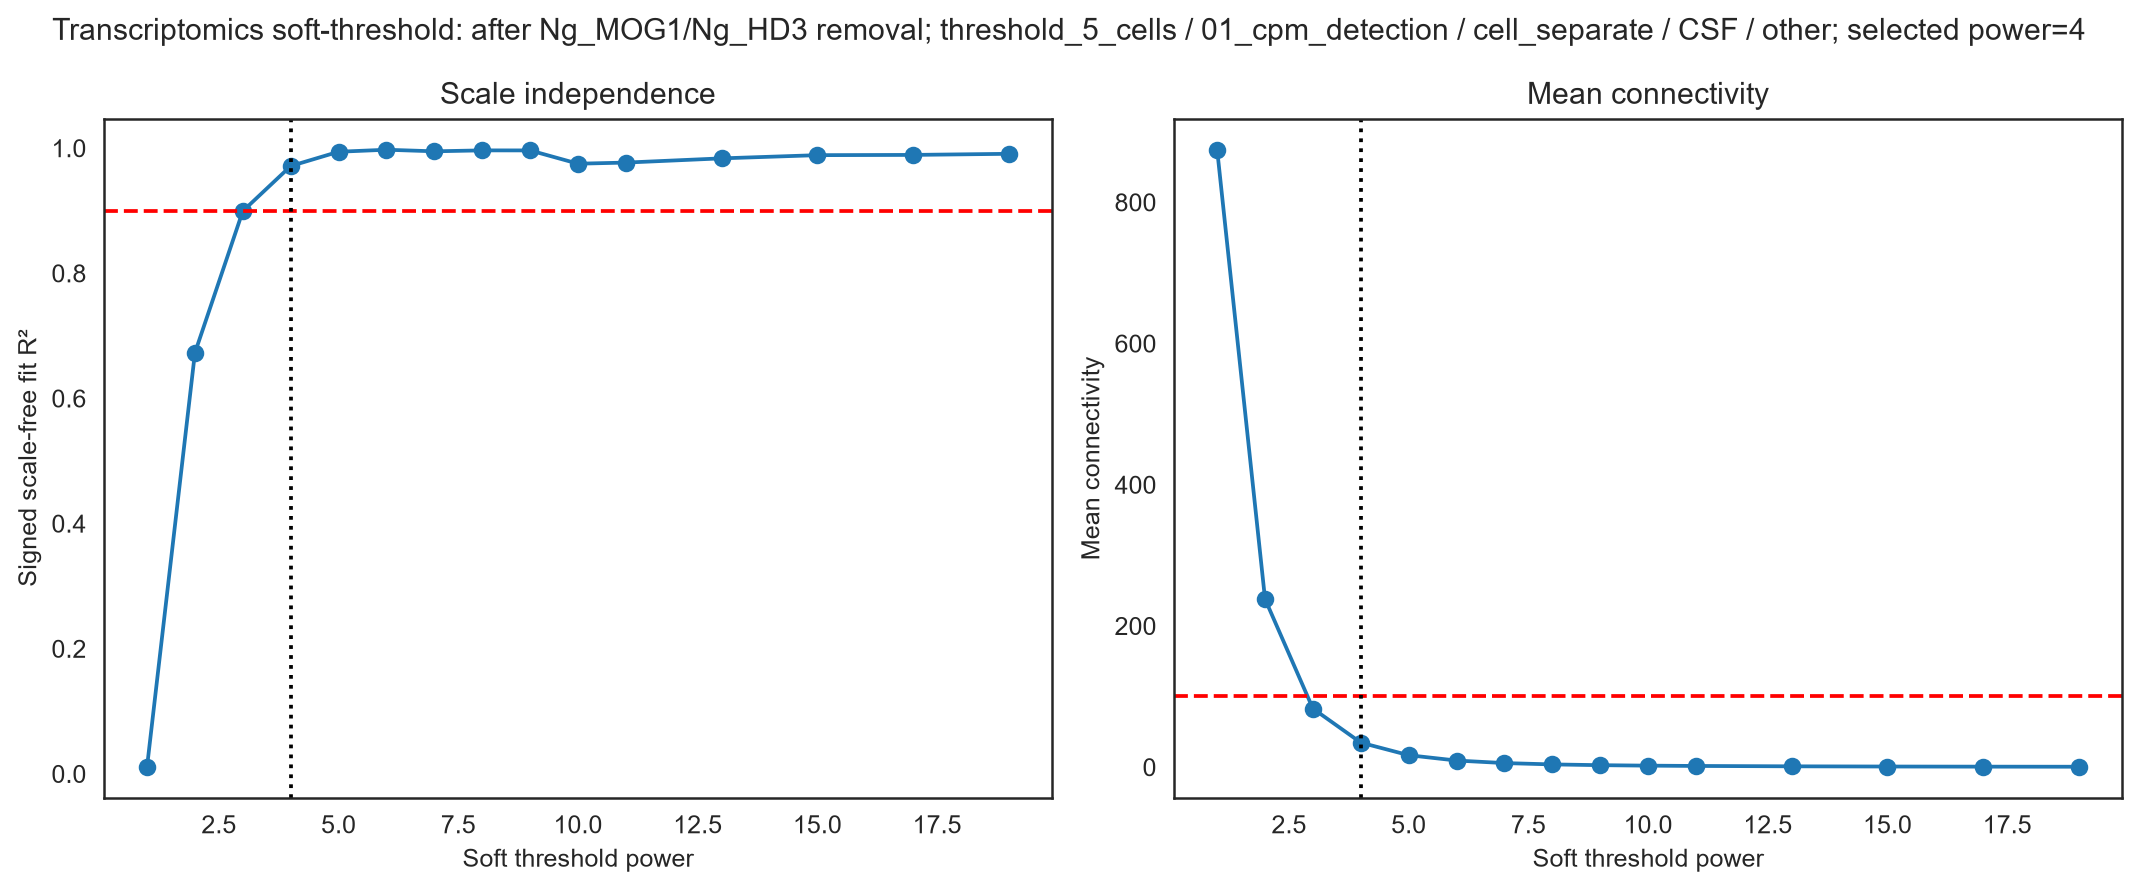 Transcriptomics soft-threshold: after Ng_MOG1/Ng_HD3 removal; threshold_5_cells / 01_cpm_detection / cell_separate / CSF / other; selected power=4
Scale independence
Signed scale-free fit R²
1.0
0.8
0.6
0.4
0.2
0.0
2.5 5.0 7.5 10.0 12.5 15.0 17.5
Soft threshold power
Mean connectivity
Mean connectivity
800
600
400
200
0
2.5 5.0 7.5 10.0 12.5 15.0 17.5
Soft threshold power